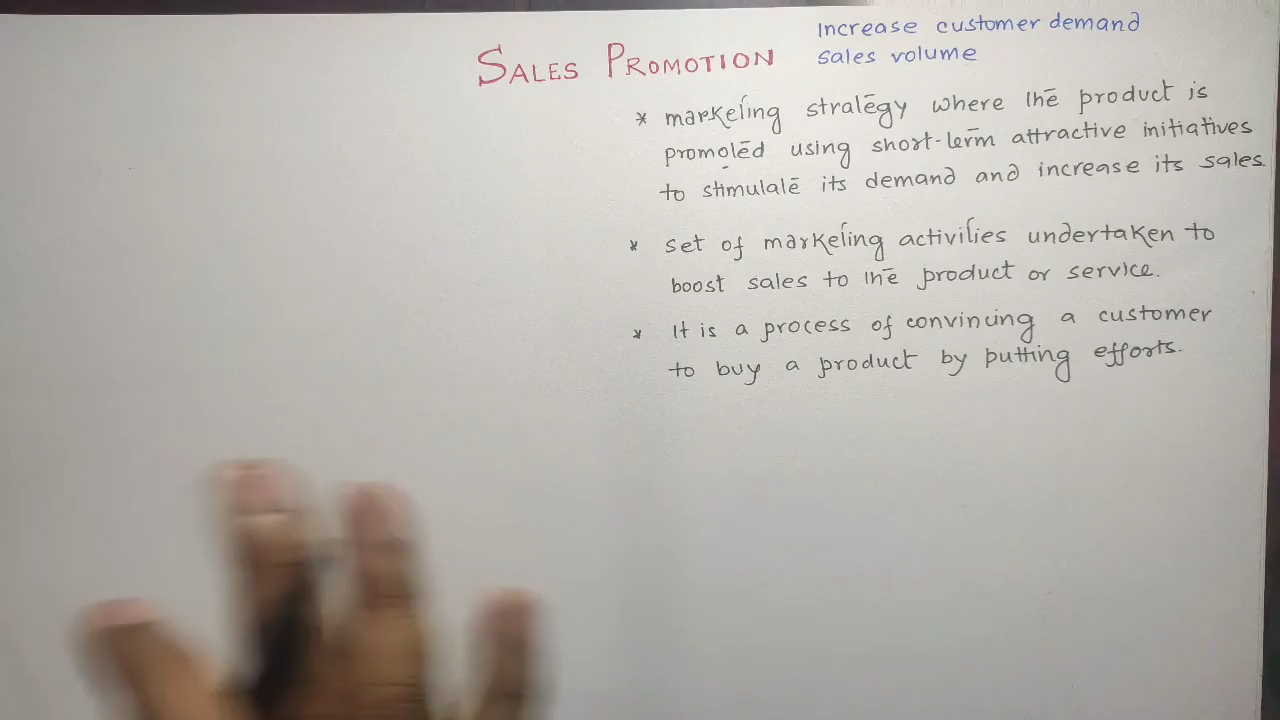 SALES PROMOTION
Increase customer demand
sales volume
* marketing strategy where the product is
promoted using short-term attractive initiatives
to stimulate its demand and increase its sales.
* set of marketing activities undertaken to
boost sales to the product or service.
* It is a process of convincing a customer
to buy a product by putting efforts.